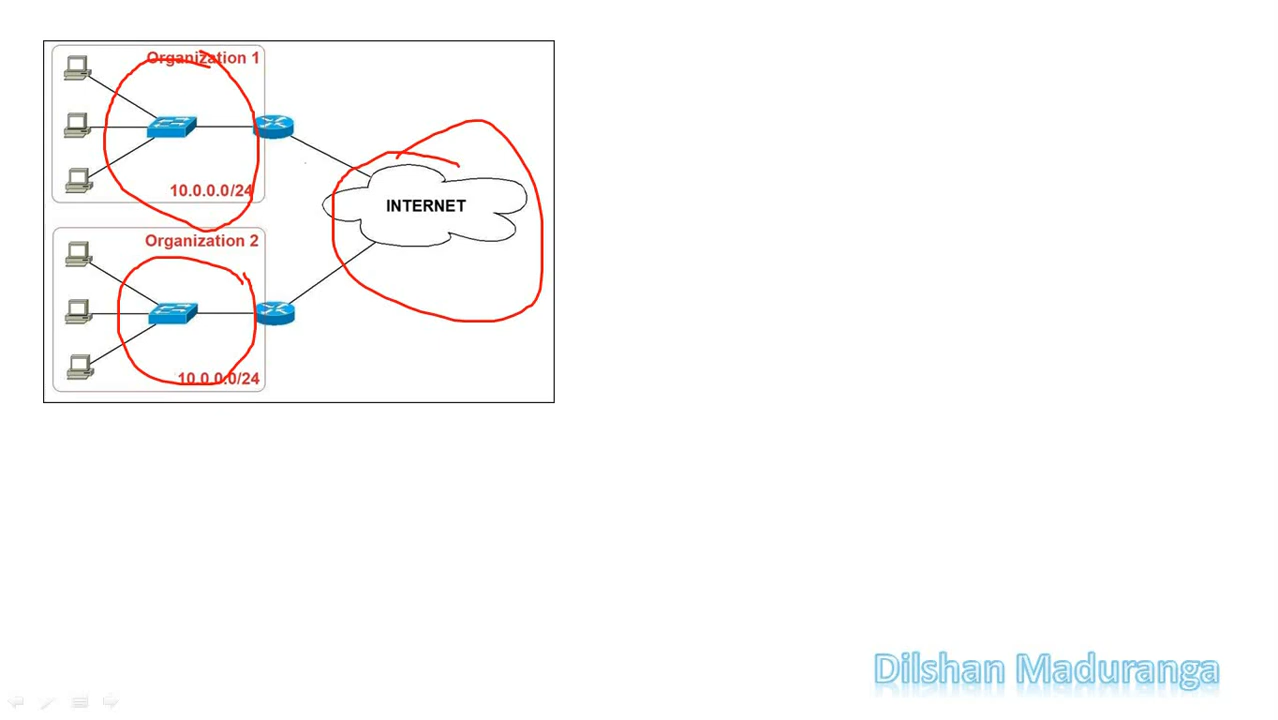 Organization 1
10.0.0.0/24
INTERNET
Organization 2
10.0.0.0/24
Dilshan Maduranga